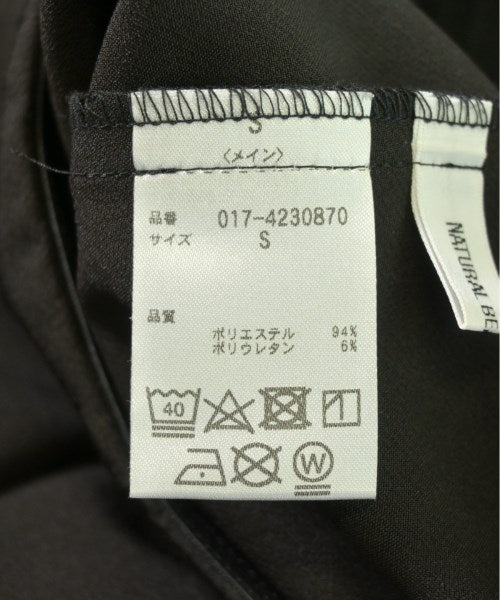 S
〈メイン〉
品番 017-4230870
サイズ S
品質
ポリエステル 94%
ポリウレタン 6%
40
W
NATURAL BE